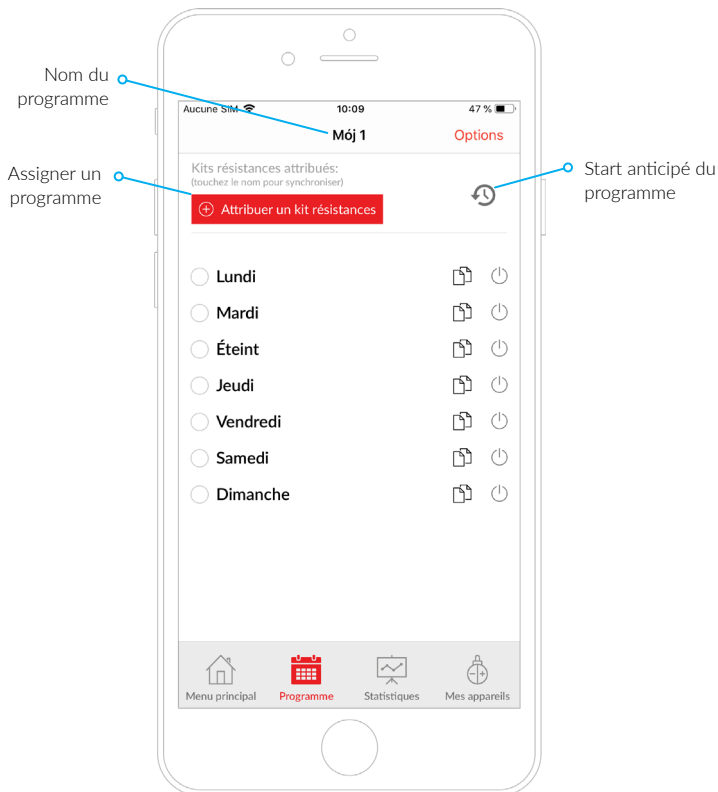 Nom du
programme
Aucune SIM 10:09 47 %
Mój 1 Options
Assigner un
programme
Kits résistances attribués:
(touchez le nom pour synchroniser)
Attribuer un kit résistances
Start anticipé du
programme
Lundi
Mardi
Éteint
Jeudi
Vendredi
Samedi
Dimanche
Menu principal Programme Statistiques Mes appareils